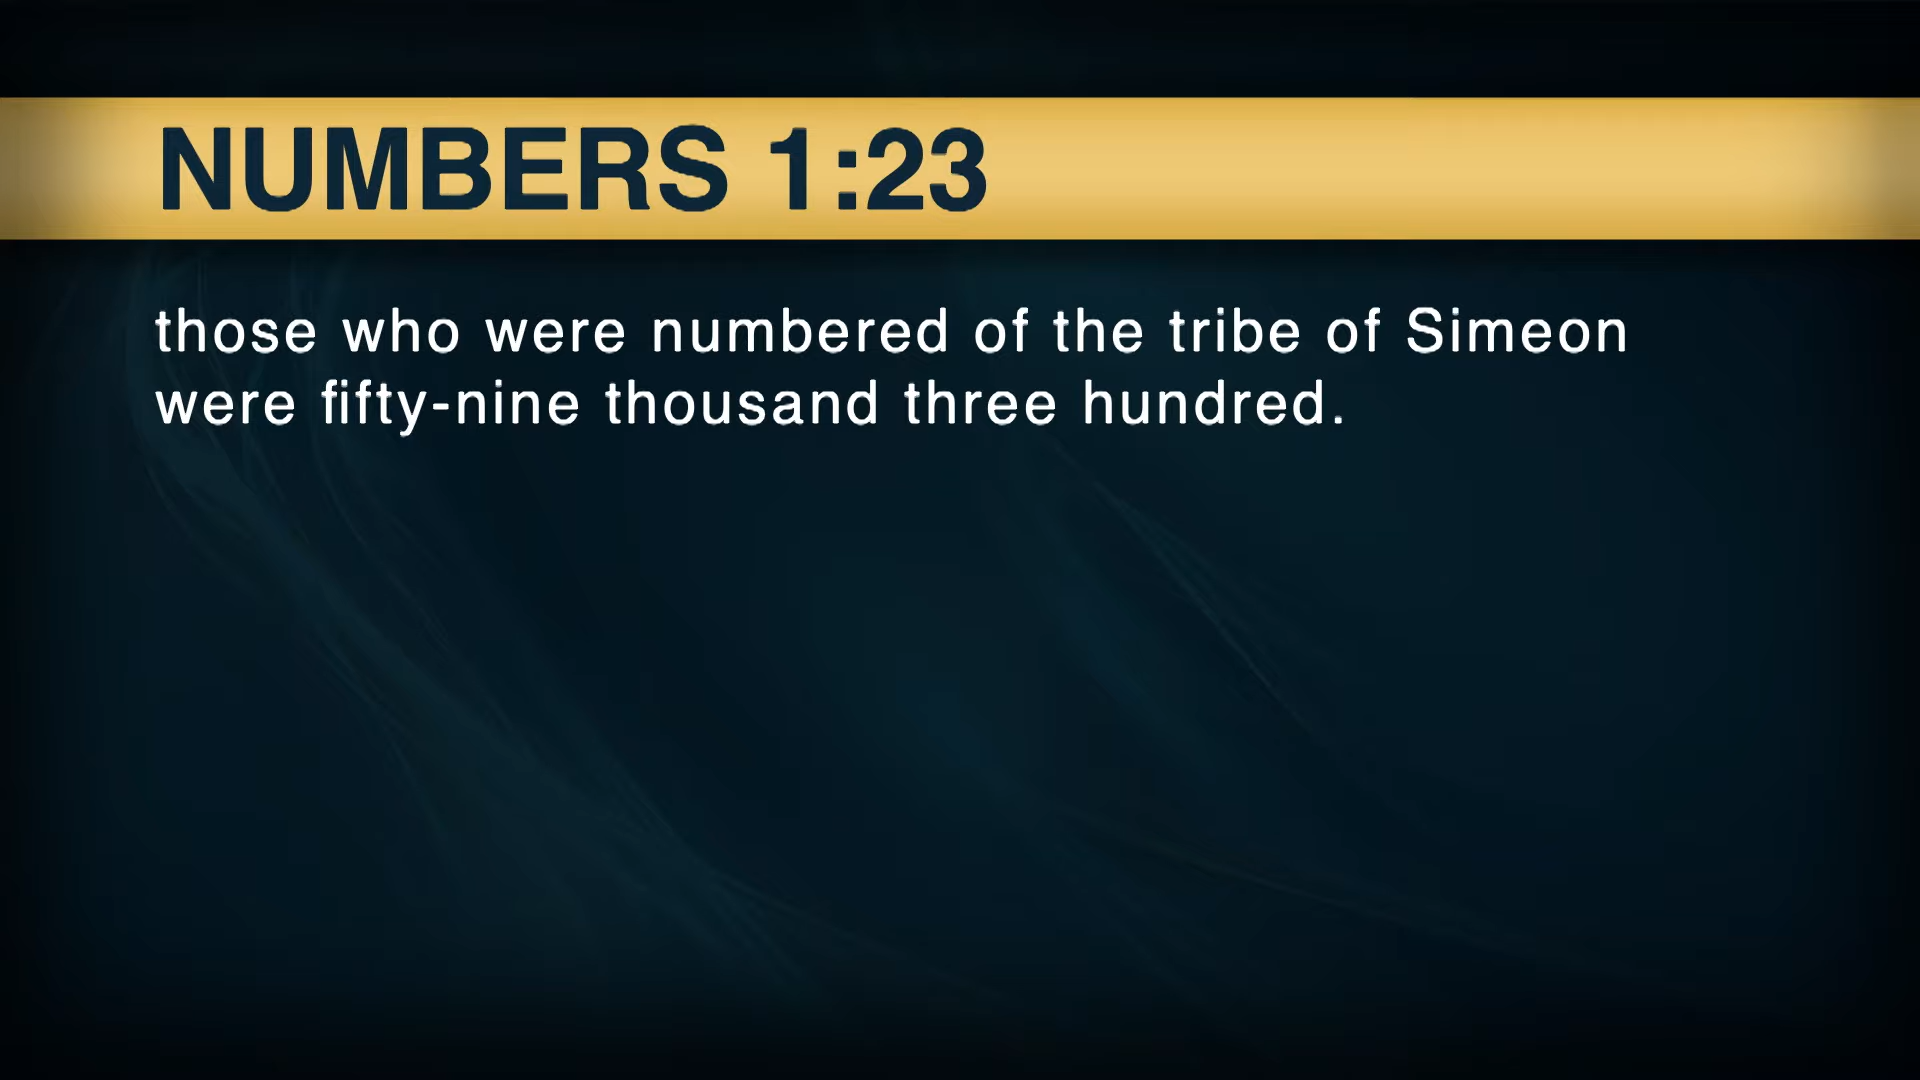 NUMBERS 1:23
those who were numbered of the tribe of Simeon
were fifty-nine thousand three hundred.